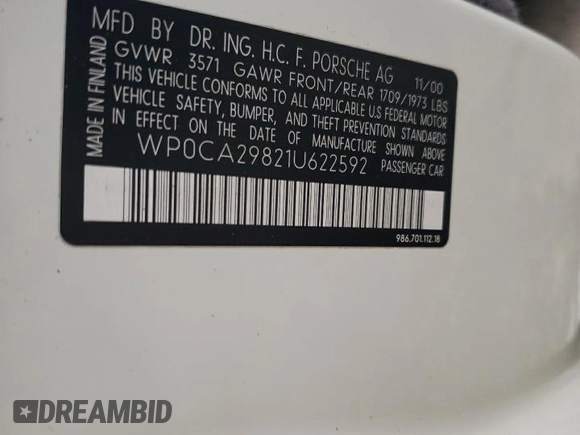 MFD BY DR. ING. H.C. F. PORSCHE AG 11/00
GVWR 3571 GAWR FRONT/REAR 1709/1973 LBS
THIS VEHICLE CONFORMS TO ALL APPLICABLE U.S FEDERAL MOTOR
VEHICLE SAFETY, BUMPER, AND THEFT PREVENTION STANDARDS
IN EFFECT ON THE DATE OF MANUFACTURE SHOWN ABOVE
WP0CA29821U622592 PASSENGER CAR
MADE IN FINLAND
986.701.112.18
DREAMBID